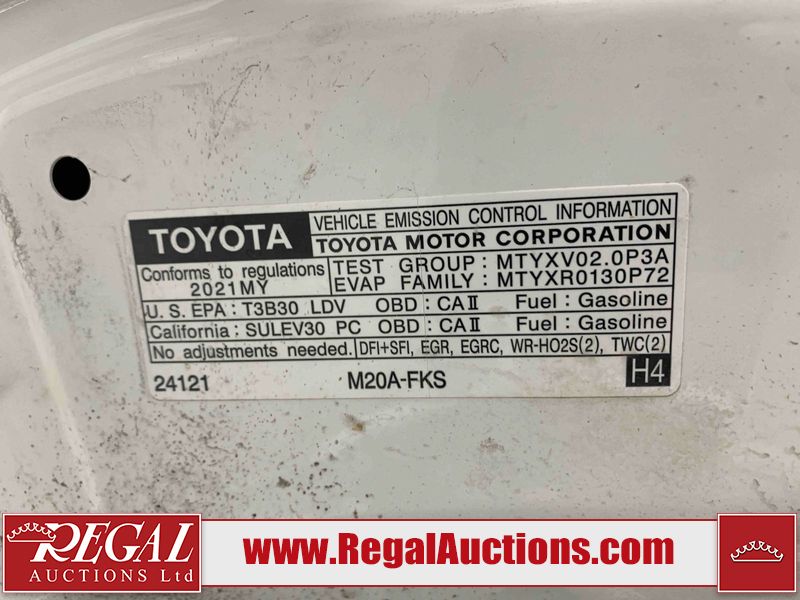 TOYOTA
VEHICLE EMISSION CONTROL INFORMATION
TOYOTA MOTOR CORPORATION
Conforms to regulations
2021MY
TEST GROUP : MTYXV02.0P3A
EVAP FAMILY: MTYXR0130P72
U.S. EPA: T3B30 LDV OBD: CAⅡ Fuel: Gasoline
California: SULEV30 PC OBD: CAⅡ Fuel: Gasoline
No adjustments needed. DFI+SFI, EGR, EGRC, WR-HO2S(2), TWC(2)
24121 M20A-FKS H4
REGAL
AUCTIONS Ltd
www.RegalAuctions.com